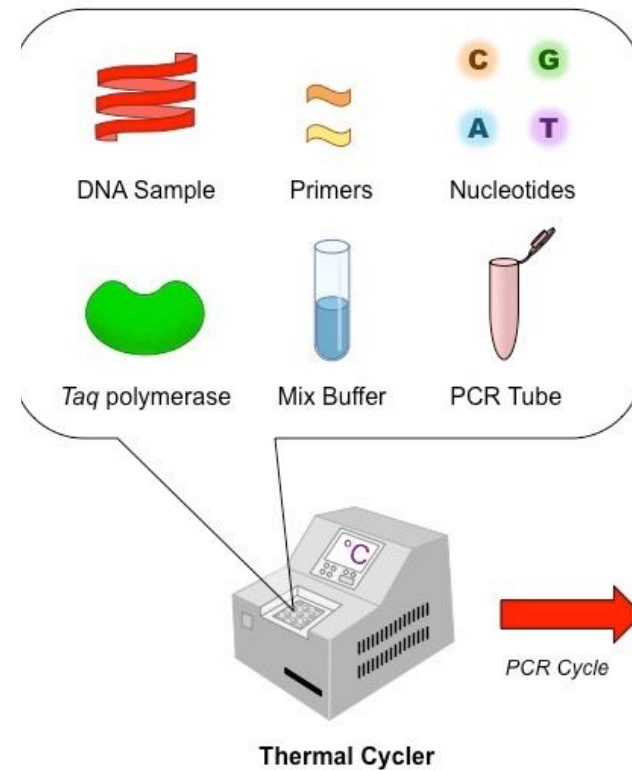 C G
A T
DNA Sample Primers Nucleotides
Taq polymerase Mix Buffer PCR Tube
°C
PCR Cycle
Thermal Cycler